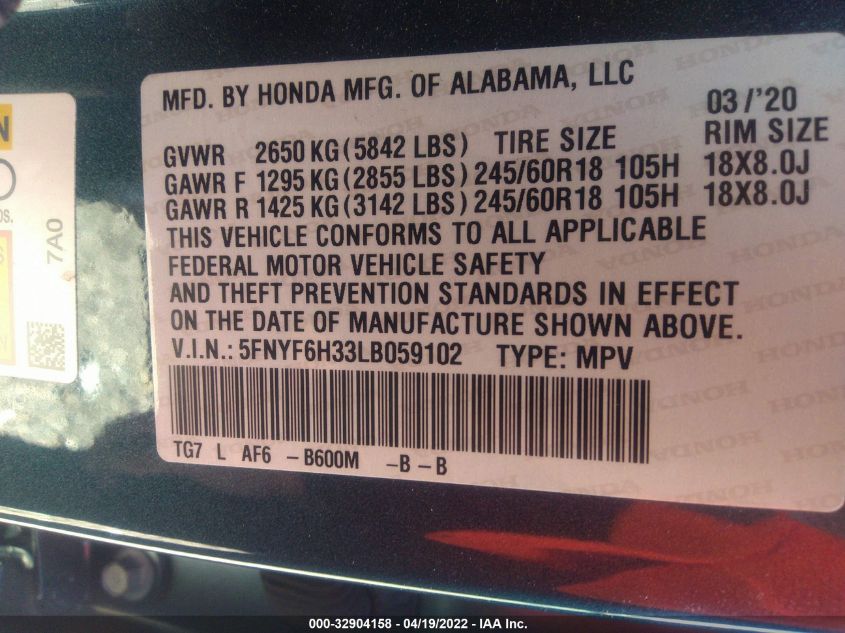 MFD. BY HONDA MFG. OF ALABAMA, LLC 03/'20
GVWR 2650 KG (5842 LBS) TIRE SIZE RIM SIZE
GAWR F 1295 KG (2855 LBS) 245/60R18 105H 18X8.0J
GAWR R 1425 KG (3142 LBS) 245/60R18 105H 18X8.0J
THIS VEHICLE CONFORMS TO ALL APPLICABLE
FEDERAL MOTOR VEHICLE SAFETY
AND THEFT PREVENTION STANDARDS IN EFFECT
ON THE DATE OF MANUFACTURE SHOWN ABOVE.
V.I.N.: 5FNYF6H33LB059102 TYPE: MPV
TG7 L AF6 -B600M -B-B
7A0
000-32904158 - 04/19/2022 - IAA Inc.